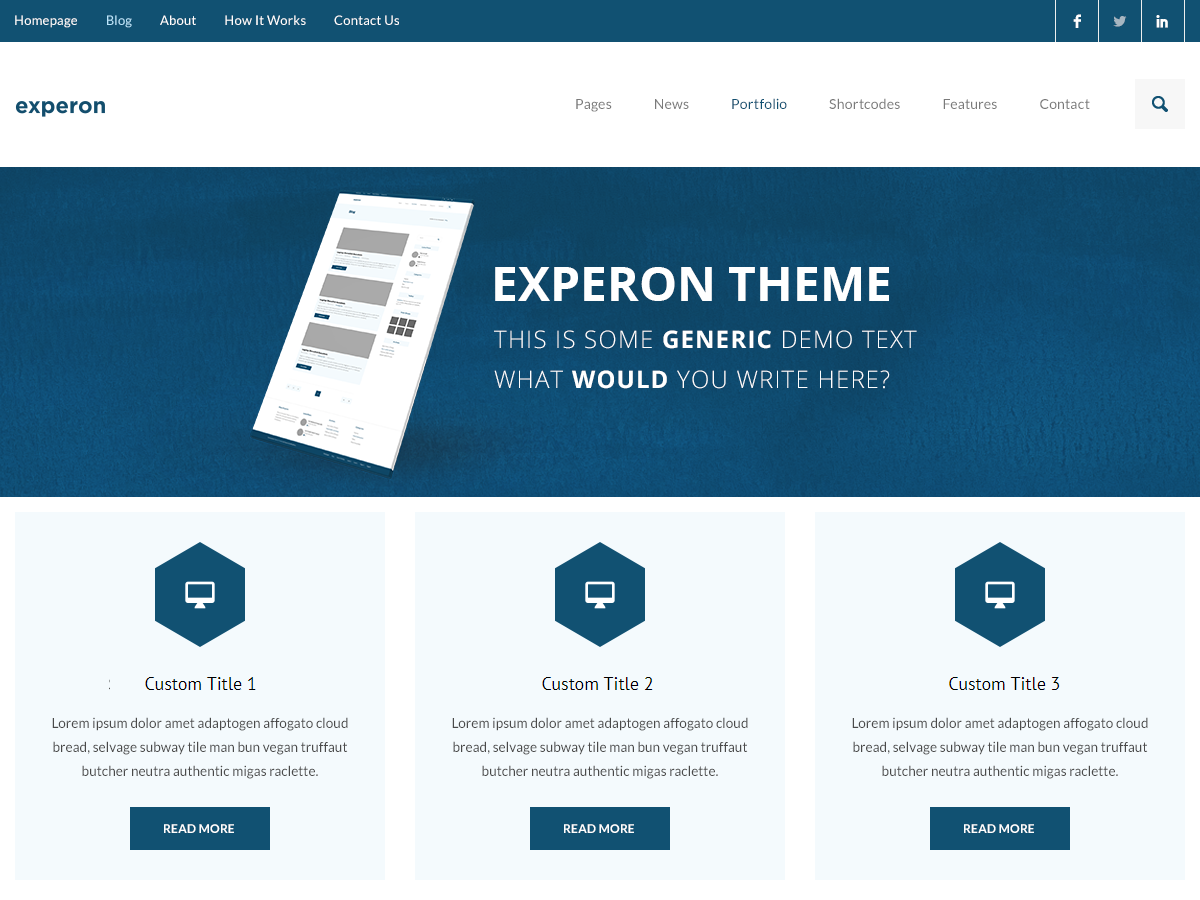 Homepage Blog About How It Works Contact Us
experon
Pages News Portfolio Shortcodes Features Contact
EXPERON THEME
THIS IS SOME GENERIC DEMO TEXT
WHAT WOULD YOU WRITE HERE?
Custom Title 1
Lorem ipsum dolor amet adaptogen affogato cloud
bread, selvage subway tile man bun vegan truffaut
butcher neutra authentic migas raclette.
READ MORE
Custom Title 2
Lorem ipsum dolor amet adaptogen affogato cloud
bread, selvage subway tile man bun vegan truffaut
butcher neutra authentic migas raclette.
READ MORE
Custom Title 3
Lorem ipsum dolor amet adaptogen affogato cloud
bread, selvage subway tile man bun vegan truffaut
butcher neutra authentic migas raclette.
READ MORE